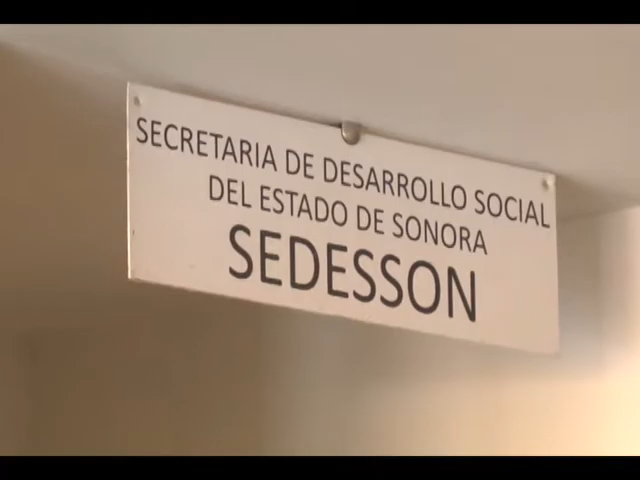 SECRETARIA DE DESARROLLO SOCIAL
DEL ESTADO DE SONORA
SEDESSON